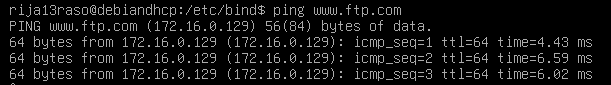 rija13raso@debiandhcp:/etc/bind$ ping www.ftp.com
PING www.ftp.com (172.16.0.129) 56(84) bytes of data.
64 bytes from 172.16.0.129 (172.16.0.129): icmp_seq=1 ttl=64 time=4.43 ms
64 bytes from 172.16.0.129 (172.16.0.129): icmp_seq=2 ttl=64 time=6.59 ms
64 bytes from 172.16.0.129 (172.16.0.129): icmp_seq=3 ttl=64 time=6.02 ms